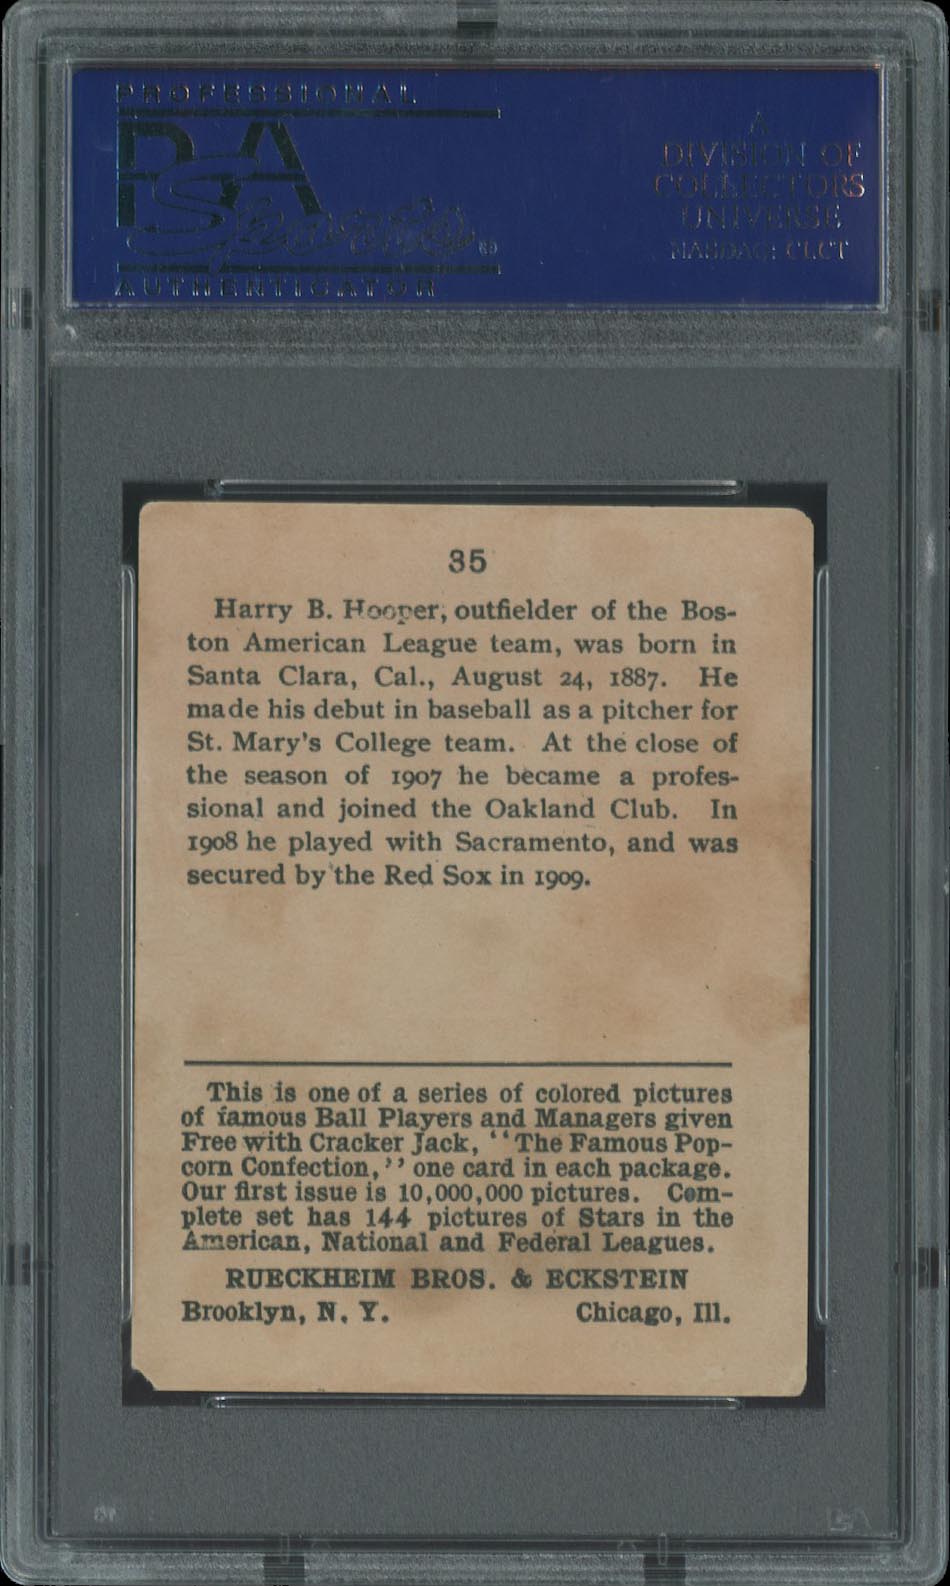 PROFESSIONAL
PSA
Sports
AUTHENTICATOR
A
DIVISION OF
COLLECTORS
UNIVERSE
NASDAQ: CLCT
35
Harry B. Hooper, outfielder of the Bos-
ton American League team, was born in
Santa Clara, Cal., August 24, 1887. He
made his debut in baseball as a pitcher for
St. Mary's College team. At the close of
the season of 1907 he became a profes-
sional and joined the Oakland Club. In
1908 he played with Sacramento, and was
secured by the Red Sox in 1909.
This is one of a series of colored pictures
of famous Ball Players and Managers given
Free with Cracker Jack, "The Famous Pop-
corn Confection," one card in each package.
Our first issue is 10,000,000 pictures. Com-
plete set has 144 pictures of Stars in the
American, National and Federal Leagues.
RUECKHEIM BROS. & ECKSTEIN
Brooklyn, N. Y. Chicago, Ill.